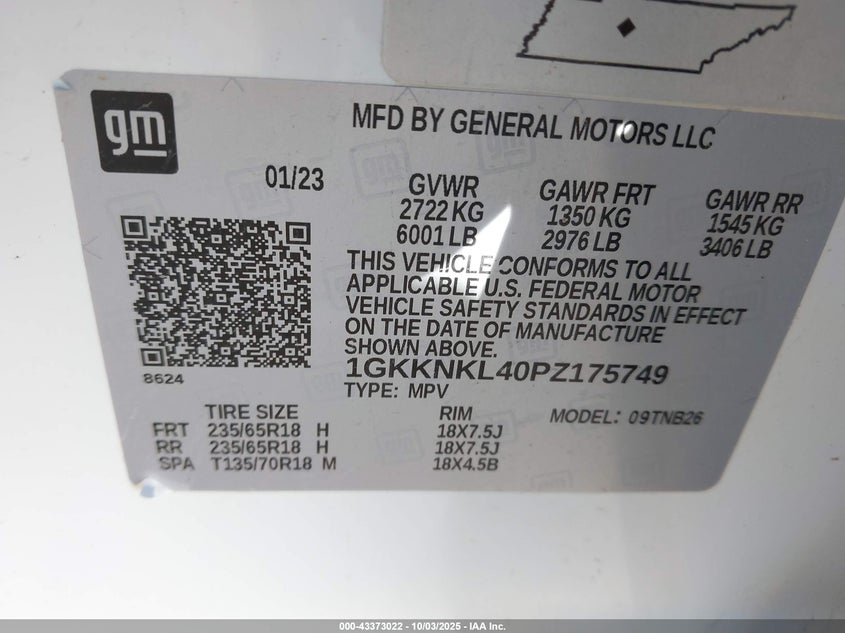 gm
MFD BY GENERAL MOTORS LLC
01/23
GVWR
2722 KG
6001 LB
GAWR FRT
1350 KG
2976 LB
GAWR RR
1545 KG
3406 LB
THIS VEHICLE CONFORMS TO ALL
APPLICABLE U.S. FEDERAL MOTOR
VEHICLE SAFETY STANDARDS IN EFFECT
ON THE DATE OF MANUFACTURE
SHOWN ABOVE.
8624
1GKKNKL40PZ175749
TYPE: MPV
MODEL: 09TNB26
TIRE SIZE RIM
FRT 235/65R18 H 18X7.5J
RR 235/65R18 H 18X7.5J
SPA T135/70R18 M 18X4.5B
000-43373022 - 10/03/2025 - IAA Inc.